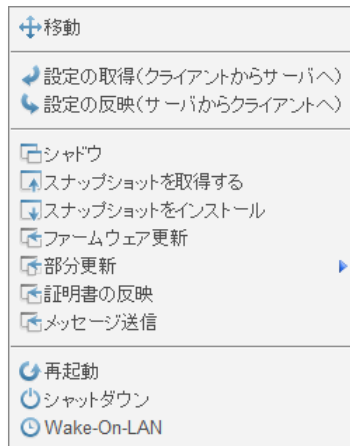 移動
設定の取得(クライアントからサーバへ)
設定の反映(サーバからクライアントへ)
シャドウ
スナップショットを取得する
スナップショットをインストール
ファームウェア更新
部分更新
証明書の反映
メッセージ送信
再起動
シャットダウン
Wake-On-LAN